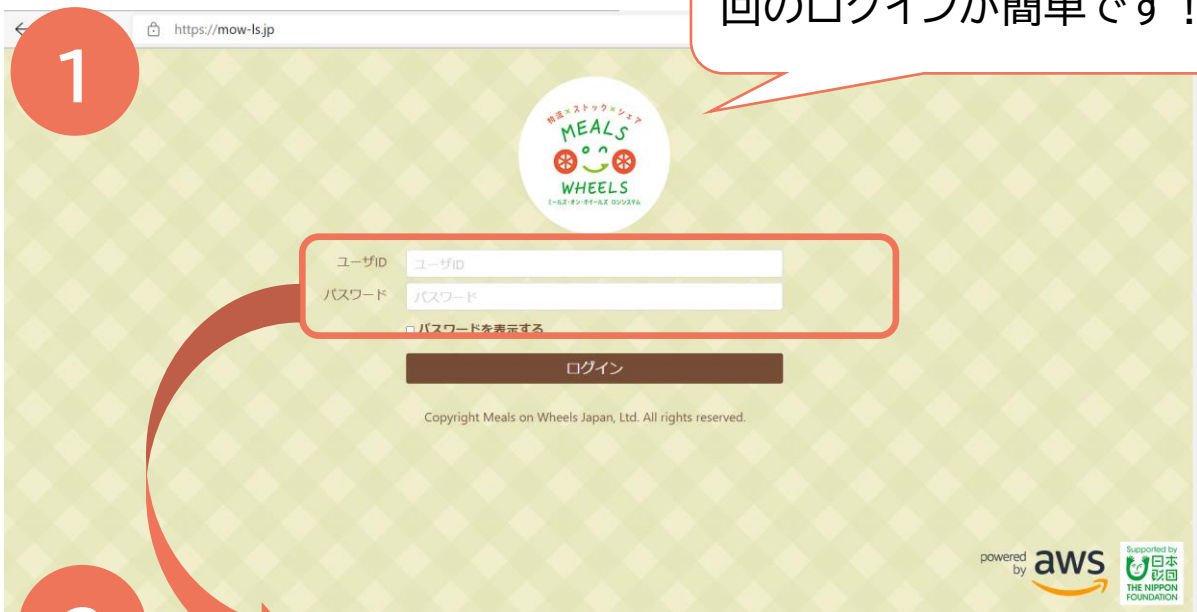 回のログインが簡単です！
https://mow-ls.jp
1
物流×ストック×シェア
MEALS
on
WHEELS
ミールズ・オン・ホイールズ ロジシステム
ユーザID
ユーザID
パスワード
パスワード
パスワードを表示する
ログイン
Copyright Meals on Wheels Japan, Ltd. All rights reserved.
powered
by
aws
Supported by
日本
財団
THE NIPPON
FOUNDATION